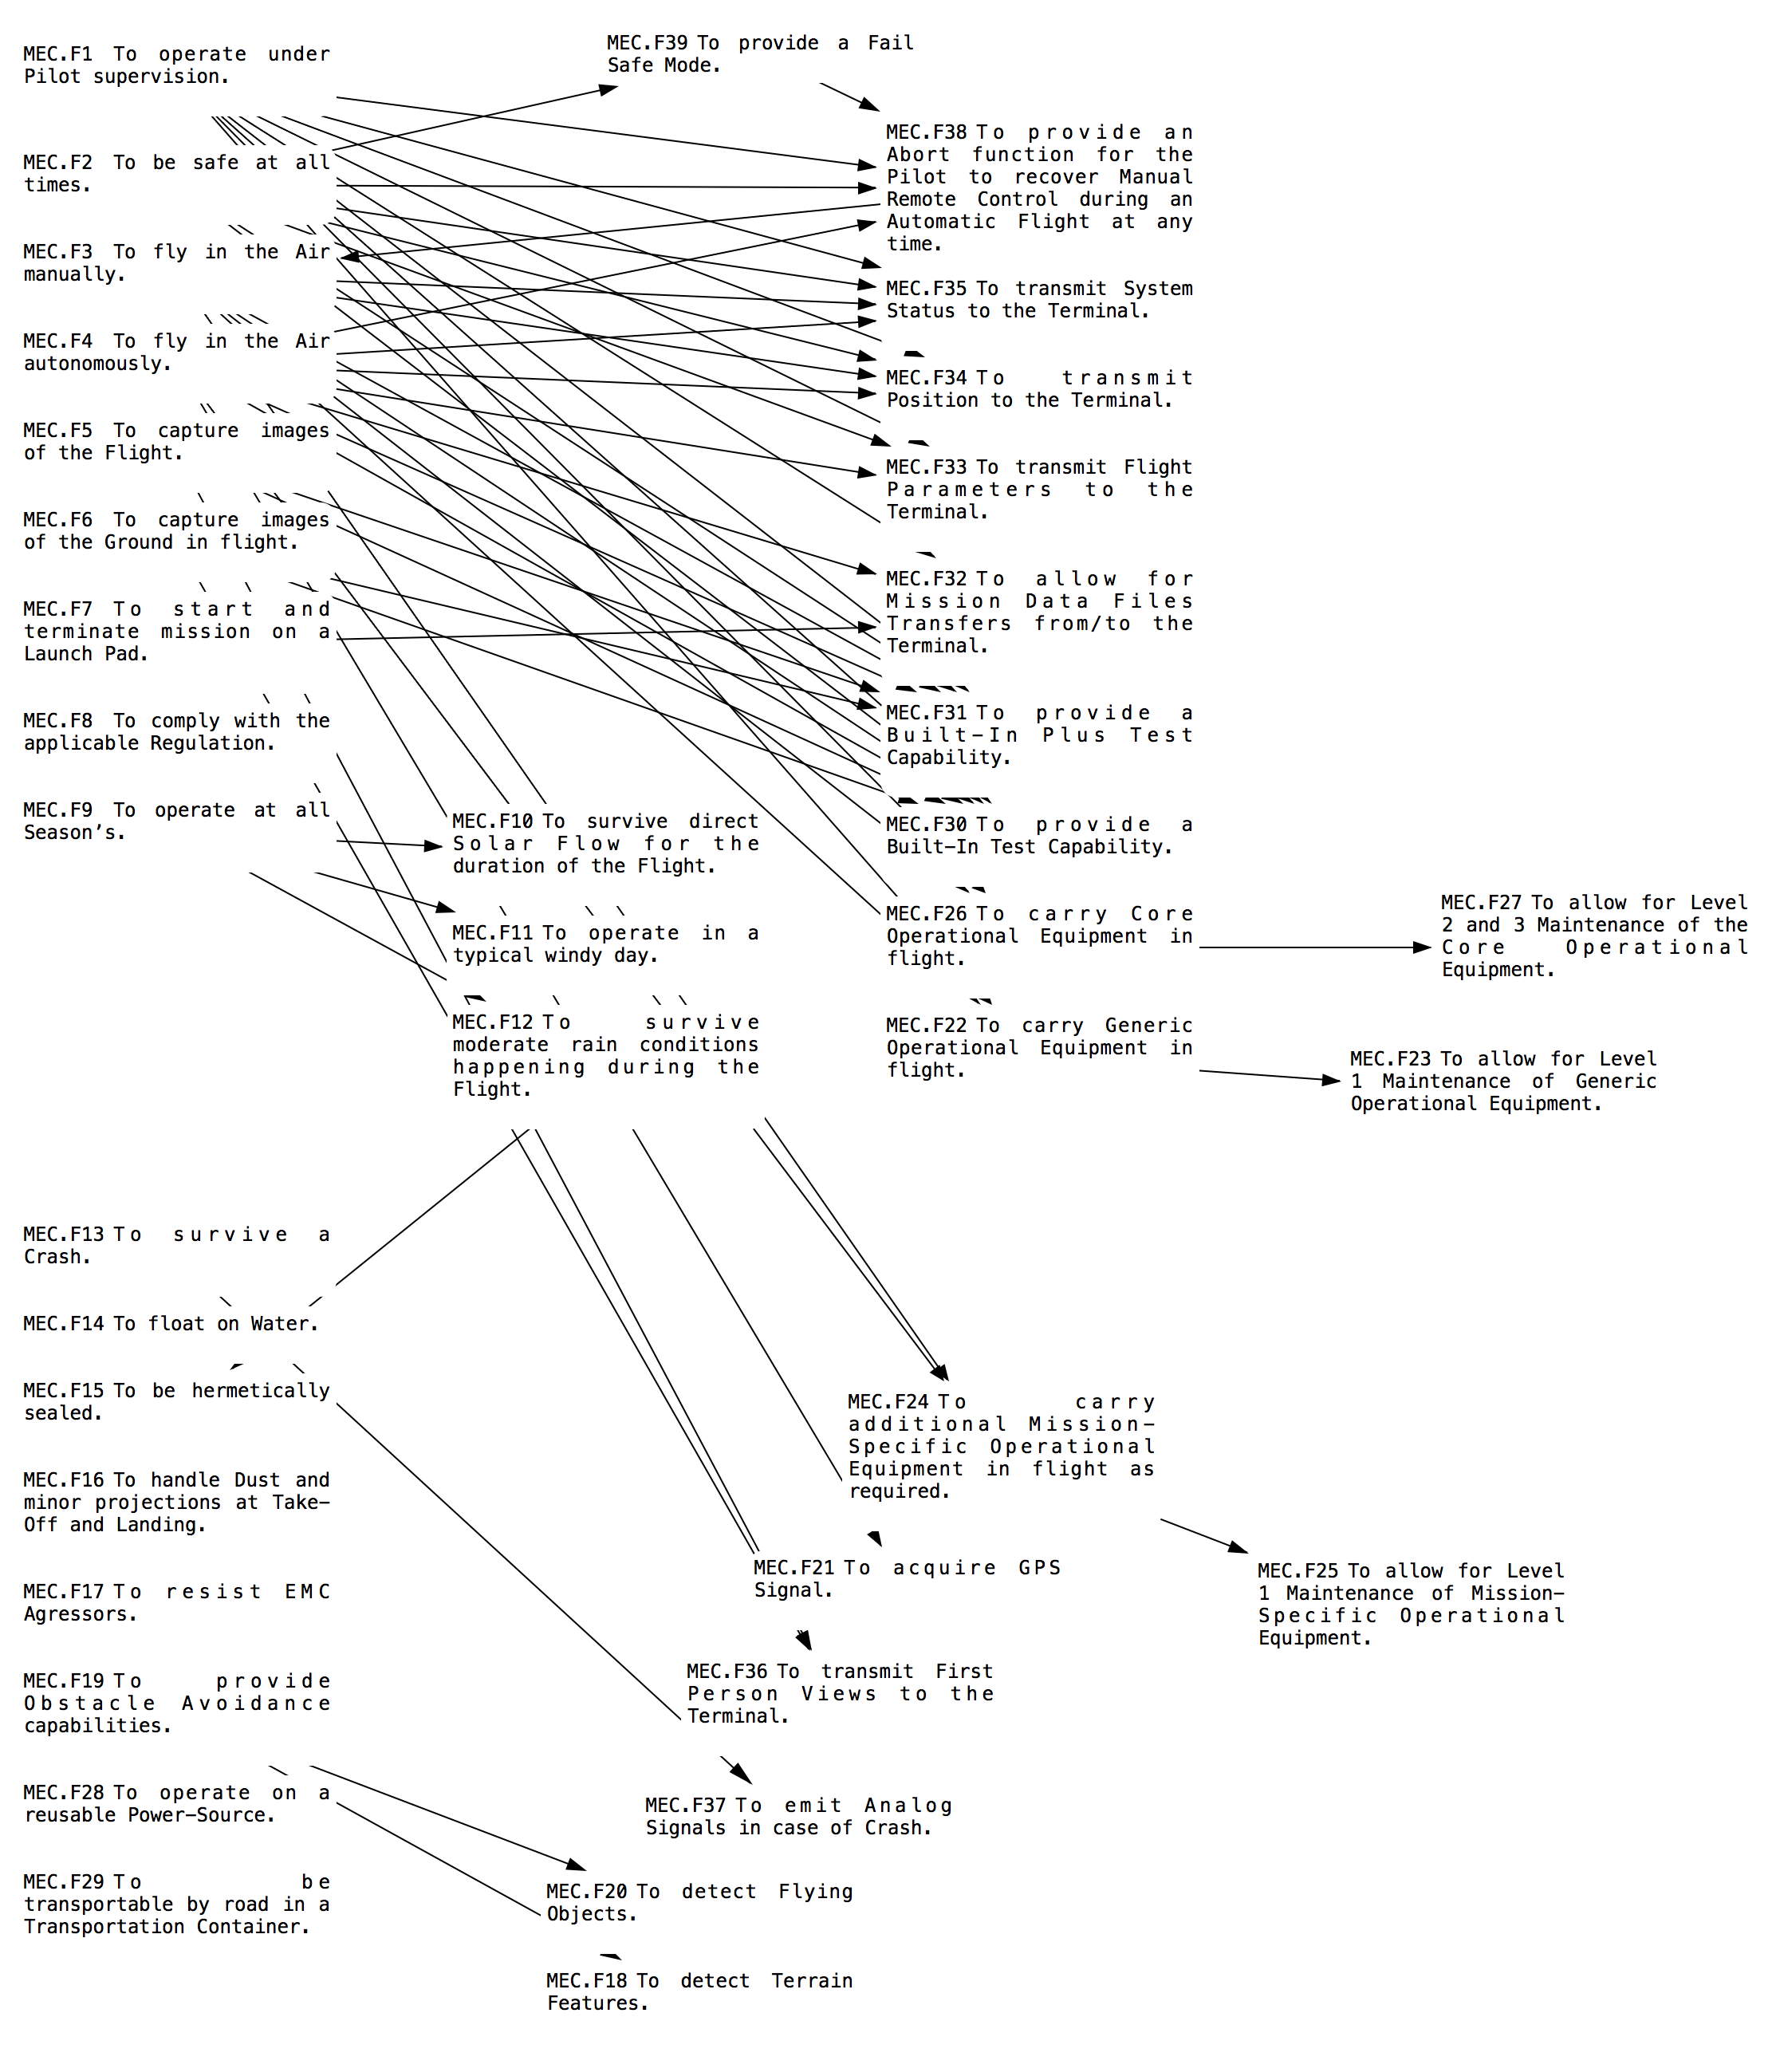 MEC.F1 To operate under
Pilot supervision.
MEC.F2 To be safe at all
times.
MEC.F3 To fly in the Air
manually.
MEC.F4 To fly in the Air
autonomously.
MEC.F5 To capture images
of the Flight.
MEC.F6 To capture images
of the Ground in flight.
MEC.F7 To start and
terminate mission on a
Launch Pad.
MEC.F8 To comply with the
applicable Regulation.
MEC.F9 To operate at all
Season’s.
MEC.F13 To survive a
Crash.
MEC.F14 To float on Water.
MEC.F15 To be hermetically
sealed.
MEC.F16 To handle Dust and
minor projections at Take–
Off and Landing.
MEC.F17 To resist EMC
Agressors.
MEC.F19 To provide
Obstacle Avoidance
capabilities.
MEC.F28 To operate on a
reusable Power–Source.
MEC.F29 To be
transportable by road in a
Transportation Container.
MEC.F10 To survive direct
Solar Flow for the
duration of the Flight.
MEC.F11 To operate in a
typical windy day.
MEC.F12 To survive
moderate rain conditions
happening during the
Flight.
MEC.F39 To provide a Fail
Safe Mode.
MEC.F38 To provide an
Abort function for the
Pilot to recover Manual
Remote Control during an
Automatic Flight at any
time.
MEC.F35 To transmit System
Status to the Terminal.
MEC.F34 To transmit
Position to the Terminal.
MEC.F33 To transmit Flight
Parameters to the
Terminal.
MEC.F32 To allow for
Mission Data Files
Transfers from/to the
Terminal.
MEC.F31 To provide a
Built–In Plus Test
Capability.
MEC.F30 To provide a
Built–In Test Capability.
MEC.F26 To carry Core
Operational Equipment in
flight.
MEC.F22 To carry Generic
Operational Equipment in
flight.
MEC.F27 To allow for Level
2 and 3 Maintenance of the
Core Operational
Equipment.
MEC.F23 To allow for Level
1 Maintenance of Generic
Operational Equipment.
MEC.F24 To carry
additional Mission–
Specific Operational
Equipment in flight as
required.
MEC.F21 To acquire GPS
Signal.
MEC.F25 To allow for Level
1 Maintenance of Mission–
Specific Operational
Equipment.
MEC.F36 To transmit First
Person Views to the
Terminal.
MEC.F37 To emit Analog
Signals in case of Crash.
MEC.F20 To detect Flying
Objects.
MEC.F18 To detect Terrain
Features.